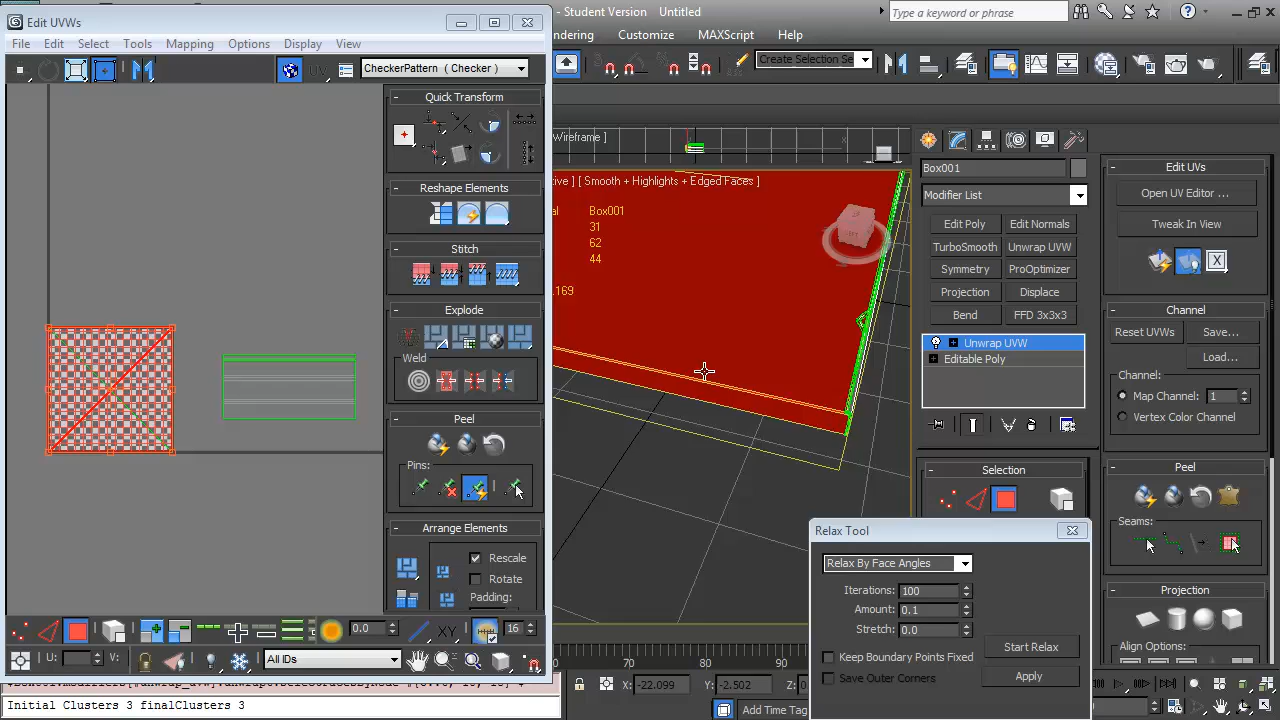 Edit UVWs
File Edit Select Tools Mapping Options Display View
CheckerPattern ( Checker )
Quick Transform
Reshape Elements
Stitch
Explode
Weld
Peel
Pins:
Arrange Elements
Rescale
Rotate
Padding:
0.0
XY
16
U: V:
All IDs
Initial Clusters 3 finalClusters 3
- Student Version Untitled
Type a keyword or phrase
ndering Customize MAXScript Help
Create Selection Se
Wireframe ]
tive ] [ Smooth + Highlights + Edged Faces ]
al Box001
31
62
44
.169
Box001
Modifier List
Edit Poly Edit Normals
TurboSmooth Unwrap UVW
Symmetry ProOptimizer
Projection Displace
Bend FFD 3x3x3
Unwrap UVW
Editable Poly
Selection
Edit UVs
Open UV Editor ...
Tweak In View
Channel
Reset UVWs Save...
Load...
Channel:
Map Channel: 1
Vertex Color Channel
Peel
Seams:
Projection
Align Options:
Relax Tool
Relax By Face Angles
Iterations: 100
Amount: 0.1
Stretch: 0.0
Keep Boundary Points Fixed
Save Outer Corners
Start Relax
Apply
70 80 90
X: -22.099 Y: -2.502 Z: 0
Add Time Tag